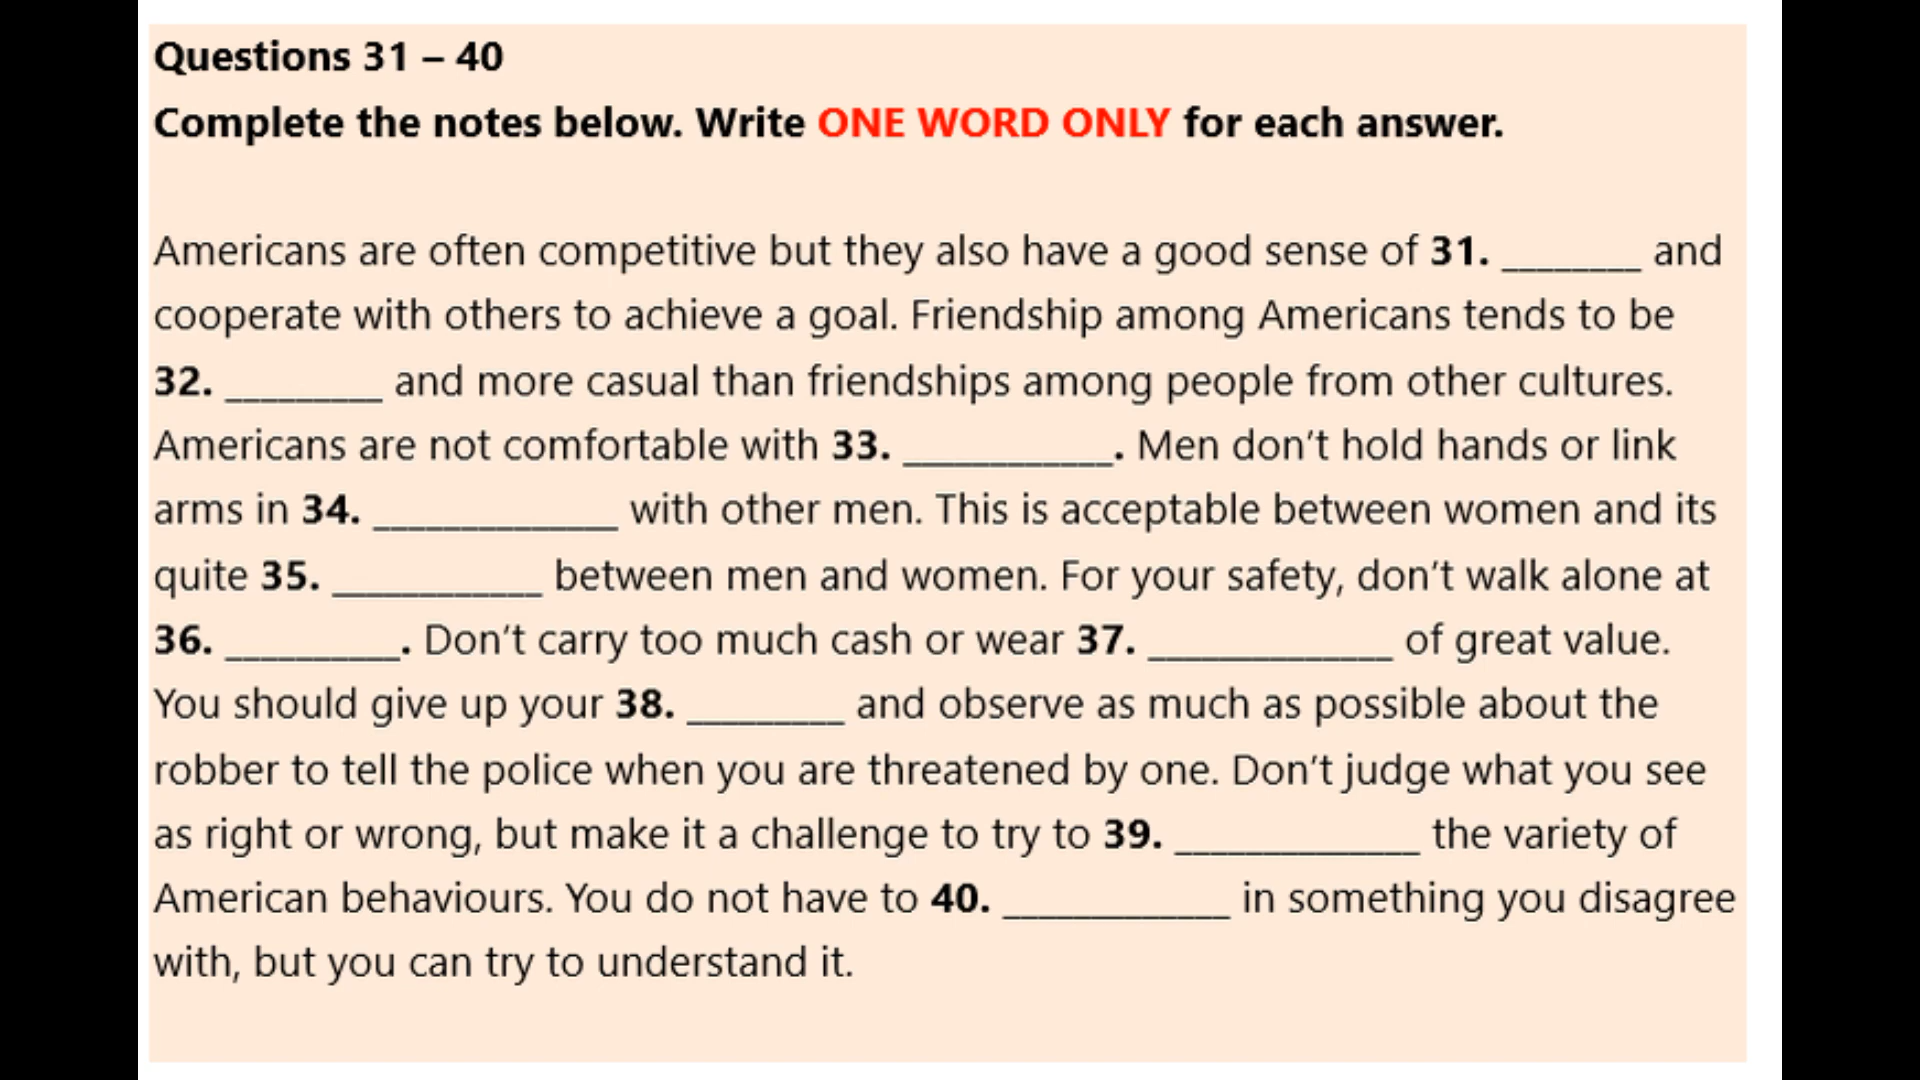 Questions 31 – 40
Complete the notes below. Write ONE WORD ONLY for each answer.
Americans are often competitive but they also have a good sense of 31. ________ and
cooperate with others to achieve a goal. Friendship among Americans tends to be
32. _________ and more casual than friendships among people from other cultures.
Americans are not comfortable with 33. ____________. Men don't hold hands or link
arms in 34. ______________ with other men. This is acceptable between women and its
quite 35. ____________ between men and women. For your safety, don't walk alone at
36. __________. Don't carry too much cash or wear 37. ______________ of great value.
You should give up your 38. _________ and observe as much as possible about the
robber to tell the police when you are threatened by one. Don't judge what you see
as right or wrong, but make it a challenge to try to 39. ______________ the variety of
American behaviours. You do not have to 40. _____________ in something you disagree
with, but you can try to understand it.